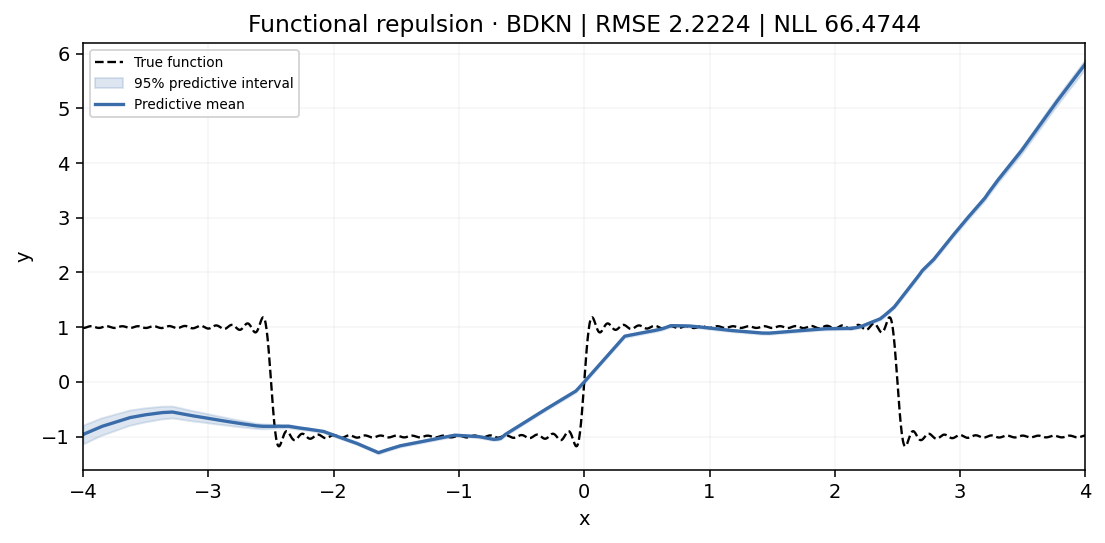 Functional repulsion · BDKN | RMSE 2.2224 | NLL 66.4744
True function
95% predictive interval
Predictive mean
6
5
4
3
2
1
0
−1
y
−4
−3
−2
−1
0
1
2
3
4
x